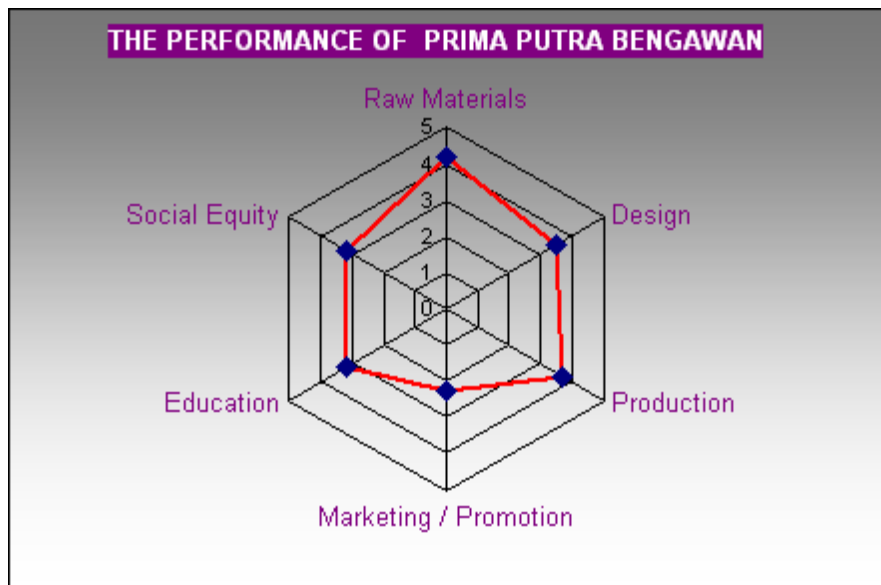 THE PERFORMANCE OF  PRIMA PUTRA BENGAWAN
Raw Materials
5
4
3
2
1
0
Social Equity
Design
Education
Production
Marketing / Promotion